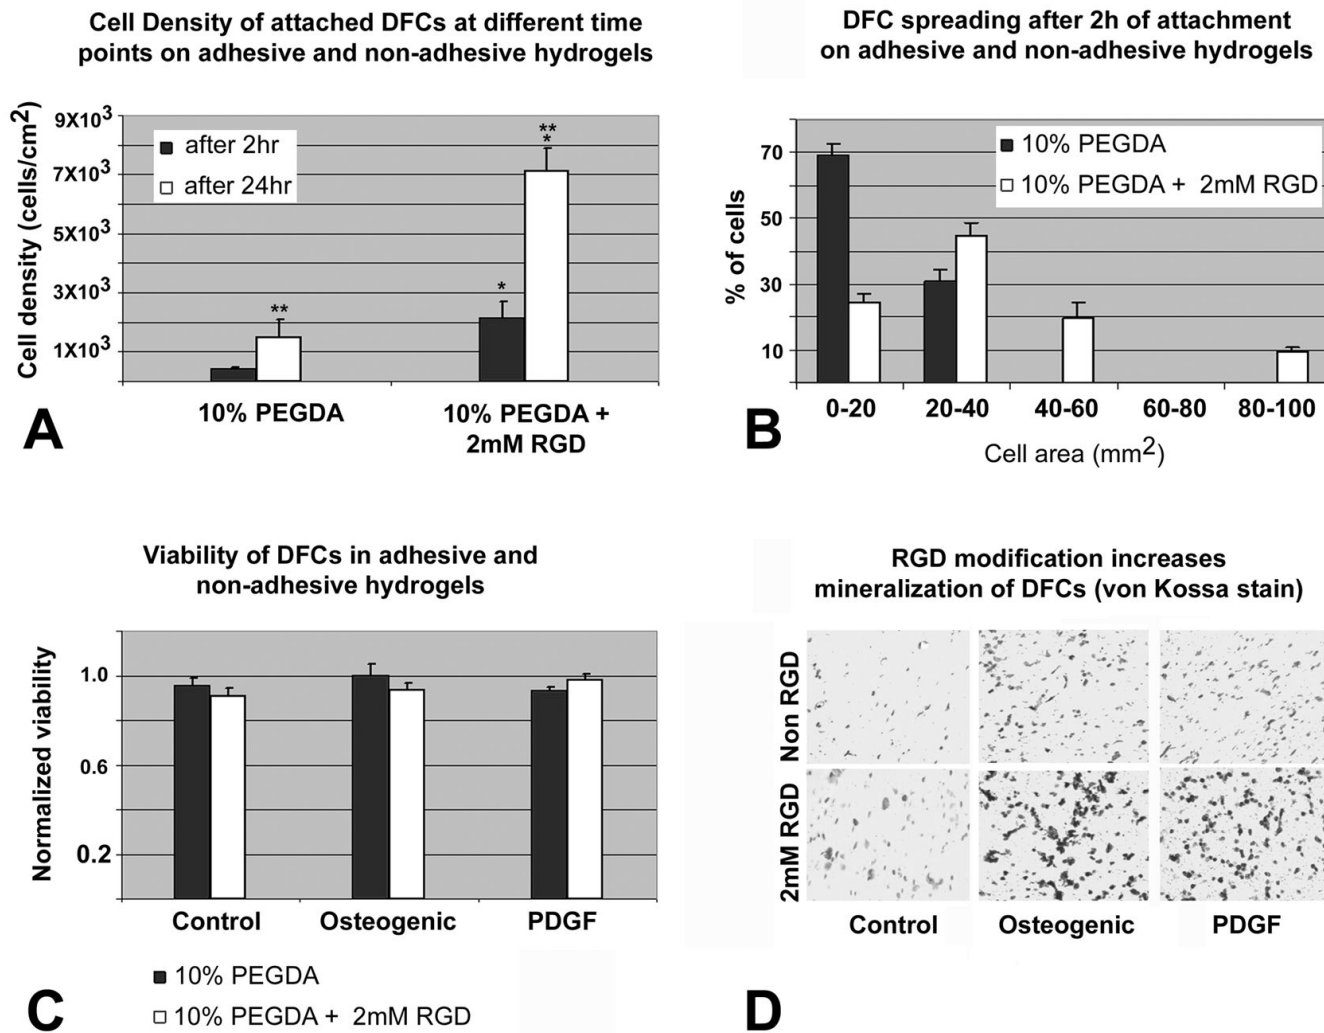 Cell Density of attached DFCs at different time
points on adhesive and non-adhesive hydrogels
Cell density (cells/cm2)
9X103
7X103
5X103
3X103
1X103
after 2hr
after 24hr
**
*
**
*
10% PEGDA
10% PEGDA +
2mM RGD
A
DFC spreading after 2h of attachment
on adhesive and non-adhesive hydrogels
% of cells
70
50
30
10
10% PEGDA
10% PEGDA + 2mM RGD
0-20
20-40
40-60
60-80
80-100
Cell area (mm2)
B
Viability of DFCs in adhesive and
non-adhesive hydrogels
Normalized viability
1.0
0.6
0.2
Control
Osteogenic
PDGF
10% PEGDA
10% PEGDA + 2mM RGD
C
RGD modification increases
mineralization of DFCs (von Kossa stain)
Non RGD
2mM RGD
Control
Osteogenic
PDGF
D